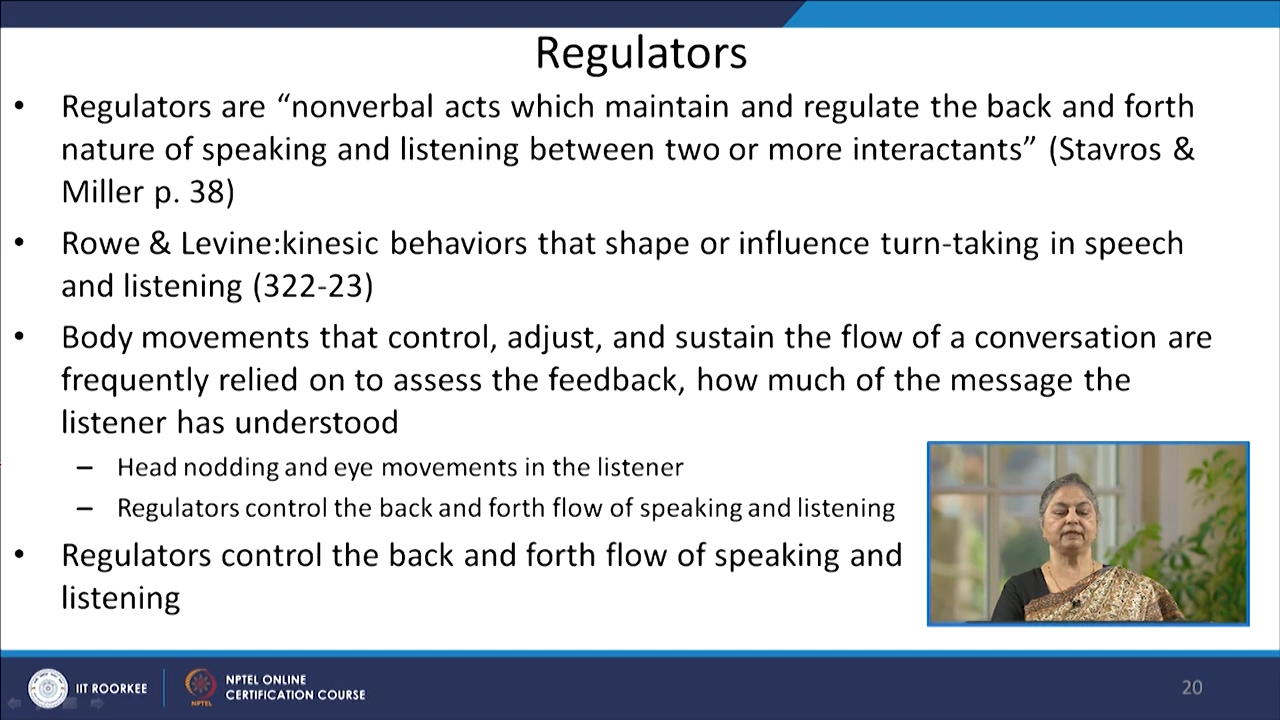 Regulators
• Regulators are “nonverbal acts which maintain and regulate the back and forth
nature of speaking and listening between two or more interactants” (Stavros &
Miller p. 38)
• Rowe & Levine:kinesic behaviors that shape or influence turn-taking in speech
and listening (322-23)
• Body movements that control, adjust, and sustain the flow of a conversation are
frequently relied on to assess the feedback, how much of the message the
listener has understood
– Head nodding and eye movements in the listener
– Regulators control the back and forth flow of speaking and listening
• Regulators control the back and forth flow of speaking and
listening
IIT ROORKEE
NPTEL
NPTEL ONLINE
CERTIFICATION COURSE
20